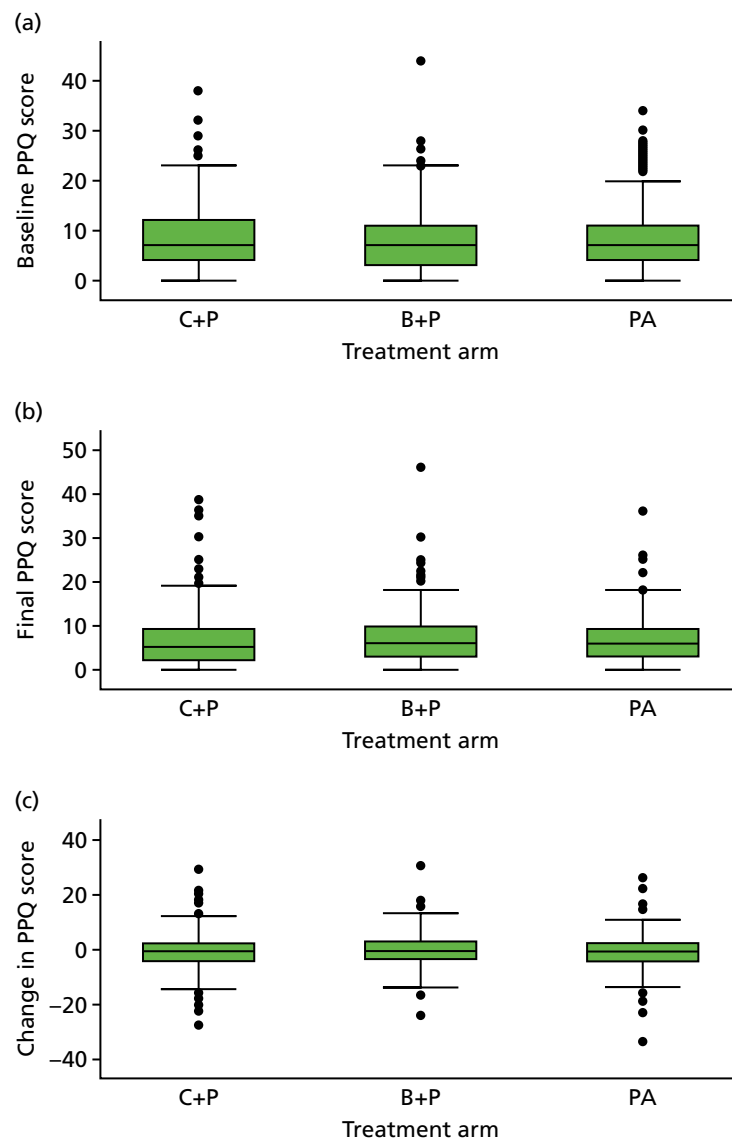 (a)
Baseline PPQ score
40
30
20
10
0
C+P B+P PA
Treatment arm
(b)
Final PPQ score
50
40
30
20
10
0
C+P B+P PA
Treatment arm
(c)
Change in PPQ score
40
20
0
−20
−40
C+P B+P PA
Treatment arm